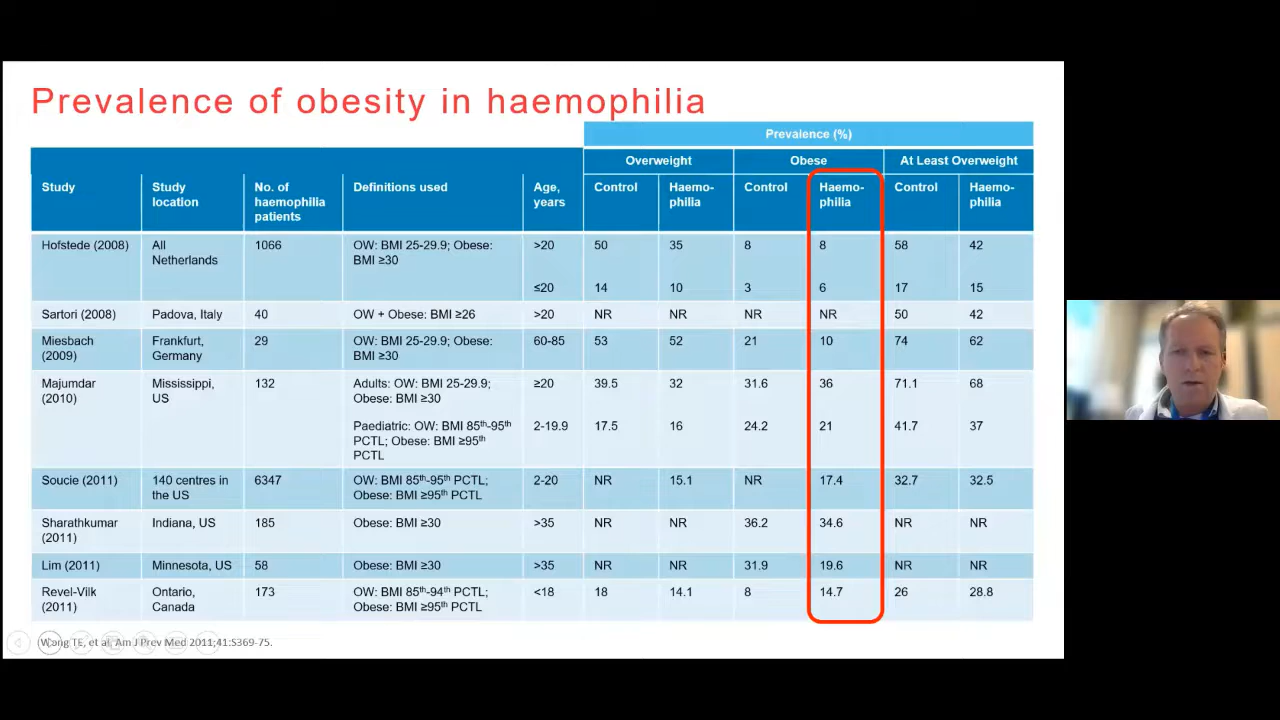 Prevalence of obesity in haemophilia
Prevalence (%)
Overweight Obese At Least Overweight
Study Study location No. of haemophilia patients Definitions used Age, years Control Haemo-philia Control Haemo-philia Control Haemo-philia
Hofstede (2008) All Netherlands 1066 OW: BMI 25-29.9; Obese: BMI ≥30 >20 50 35 8 8 58 42
≤20 14 10 3 6 17 15
Sartori (2008) Padova, Italy 40 OW + Obese: BMI ≥26 >20 NR NR NR NR 50 42
Miesbach (2009) Frankfurt, Germany 29 OW: BMI 25-29.9; Obese: BMI ≥30 60-85 53 52 21 10 74 62
Majumdar (2010) Mississippi, US 132 Adults: OW: BMI 25-29.9; Obese: BMI ≥30 ≥20 39.5 32 31.6 36 71.1 68
Paediatric: OW: BMI 85th-95th PCTL; Obese: BMI ≥95th PCTL 2-19.9 17.5 16 24.2 21 41.7 37
Soucie (2011) 140 centres in the US 6347 OW: BMI 85th-95th PCTL; Obese: BMI ≥95th PCTL 2-20 NR 15.1 NR 17.4 32.7 32.5
Sharathkumar (2011) Indiana, US 185 Obese: BMI ≥30 >35 NR NR 36.2 34.6 NR NR
Lim (2011) Minnesota, US 58 Obese: BMI ≥30 >35 NR NR 31.9 19.6 NR NR
Revel-Vilk (2011) Ontario, Canada 173 OW: BMI 85th-94th PCTL; Obese: BMI ≥95th PCTL <18 18 14.1 8 14.7 26 28.8
(Wong TE, et al, Am J Prev Med 2011;41:S369-75.